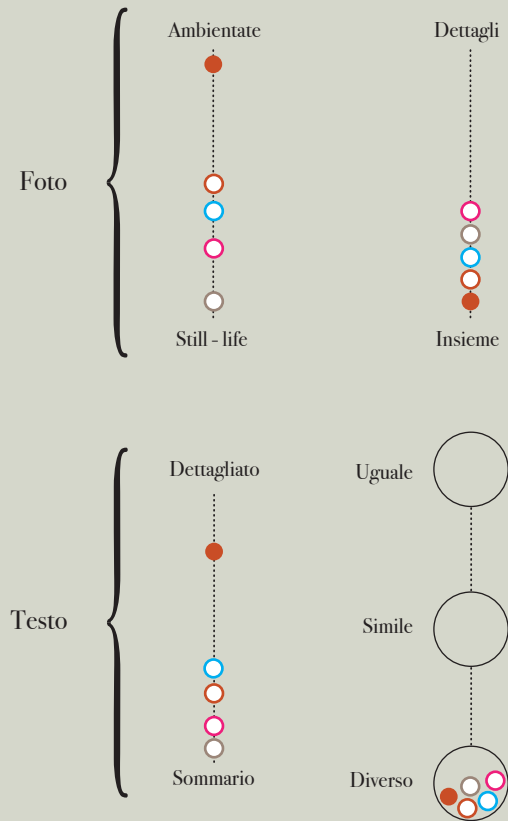 Ambientate
Dettagli
Foto
Still - life
Insieme
Dettagliato
Uguale
Testo
Simile
Sommario
Diverso